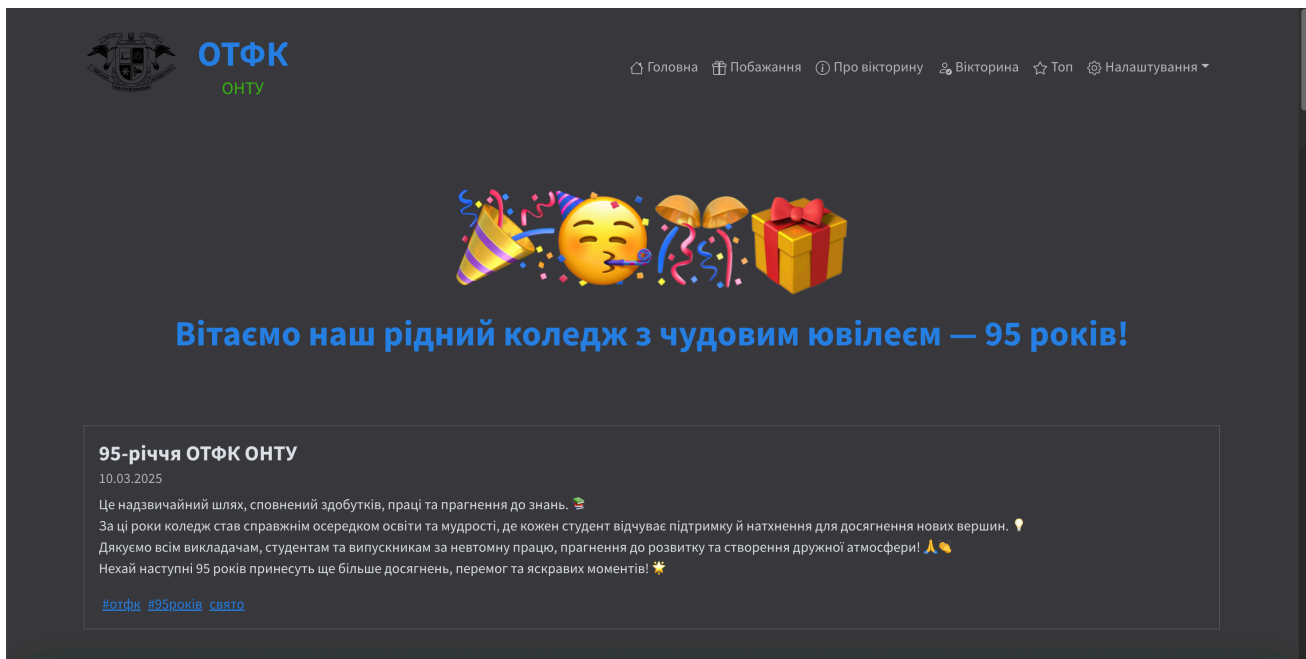 ОТФК
ОНТУ
Головна Побажання Про вікторину Вікторина Топ Налаштування
Вітаємо наш рідний коледж з чудовим ювілеєм — 95 років!
95-річчя ОТФК ОНТУ
10.03.2025
Це надзвичайний шлях, сповнений здобутків, праці та прагнення до знань. 📚
За ці роки коледж став справжнім осередком освіти та мудрості, де кожен студент відчуває підтримку й натхнення для досягнення нових вершин. 💡
Дякуємо всім викладачам, студентам та випускникам за невтомну працю, прагнення до розвитку та створення дружної атмосфери! 🙏👏
Нехай наступні 95 років принесуть ще більше досягнень, перемог та яскравих моментів! 🌟
#отфк #95років свято